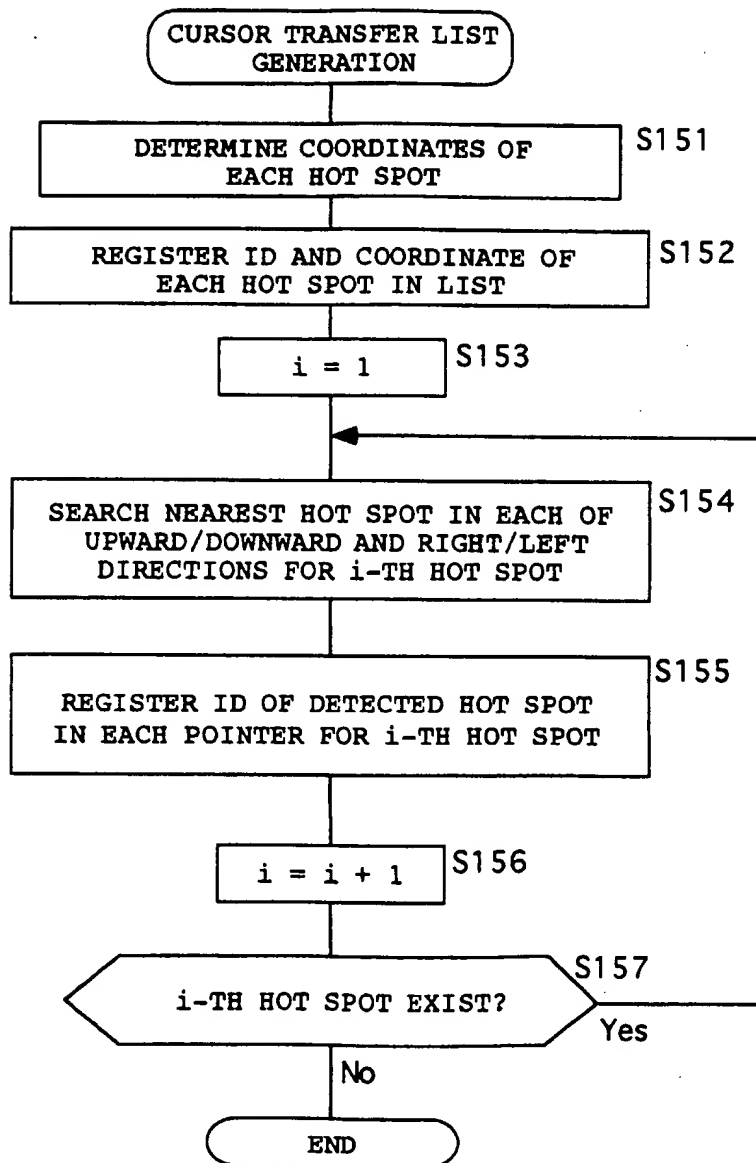 CURSOR TRANSFER LIST
GENERATION
S151
DETERMINE COORDINATES OF
EACH HOT SPOT
S152
REGISTER ID AND COORDINATE OF
EACH HOT SPOT IN LIST
S153
i = 1
S154
SEARCH NEAREST HOT SPOT IN EACH OF
UPWARD/DOWNWARD AND RIGHT/LEFT
DIRECTIONS FOR i-TH HOT SPOT
S155
REGISTER ID OF DETECTED HOT SPOT
IN EACH POINTER FOR i-TH HOT SPOT
S156
i = i + 1
S157
i-TH HOT SPOT EXIST?
Yes
No
END